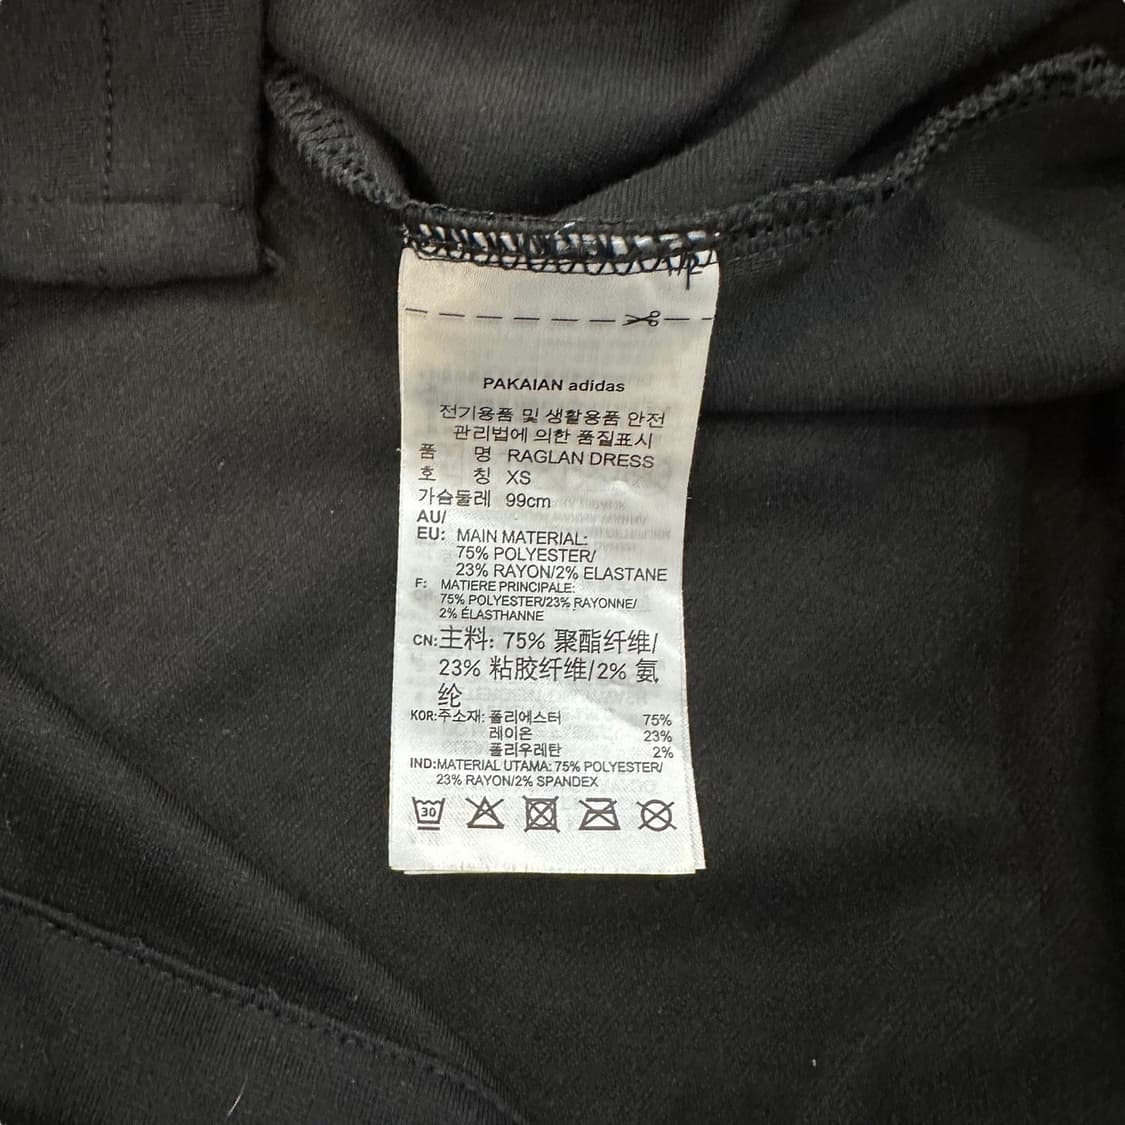 PAKAIAN adidas
전기용품 및 생활용품 안전
관리법에 의한 품질표시
품 명 RAGLAN DRESS
호 칭 XS
가슴둘레 99cm
AU/
EU: MAIN MATERIAL:
75% POLYESTER/
23% RAYON/2% ELASTANE
F: MATIERE PRINCIPALE:
75% POLYESTER/23% RAYONNE/
2% ÉLASTHANNE
CN:主料: 75% 聚酯纤维/
23% 粘胶纤维/2% 氨
纶
KOR:주소재: 폴리에스터 75%
레이온 23%
폴리우레탄 2%
IND:MATERIAL UTAMA: 75% POLYESTER/
23% RAYON/2% SPANDEX
30